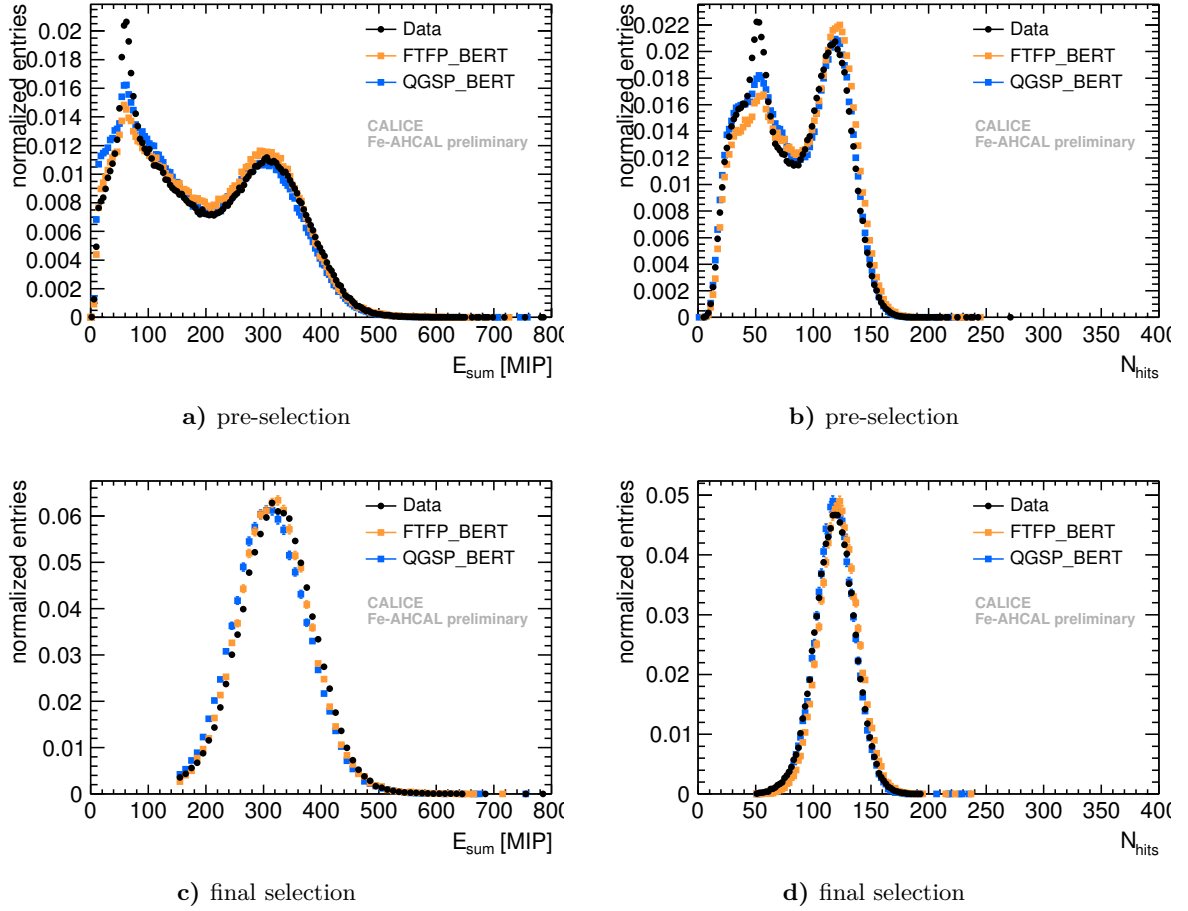 normalized entries
0.02
0.018
0.016
0.014
0.012
0.01
0.008
0.006
0.004
0.002
0
0 100 200 300 400 500 600 700 80
E_sum [MIP]
Data
FTFP_BERT
QGSP_BERT
CALICE
Fe-AHCAL preliminary
a) pre-selection
normalized entries
0.022
0.02
0.018
0.016
0.014
0.012
0.01
0.008
0.006
0.004
0.002
0
0 50 100 150 200 250 300 350 400
N_hits
Data
FTFP_BERT
QGSP_BERT
CALICE
Fe-AHCAL preliminary
b) pre-selection
normalized entries
0.06
0.05
0.04
0.03
0.02
0.01
0
0 100 200 300 400 500 600 700 80
E_sum [MIP]
Data
FTFP_BERT
QGSP_BERT
CALICE
Fe-AHCAL preliminary
c) final selection
normalized entries
0.05
0.04
0.03
0.02
0.01
0
0 50 100 150 200 250 300 350 400
N_hits
Data
FTFP_BERT
QGSP_BERT
CALICE
Fe-AHCAL preliminary
d) final selection